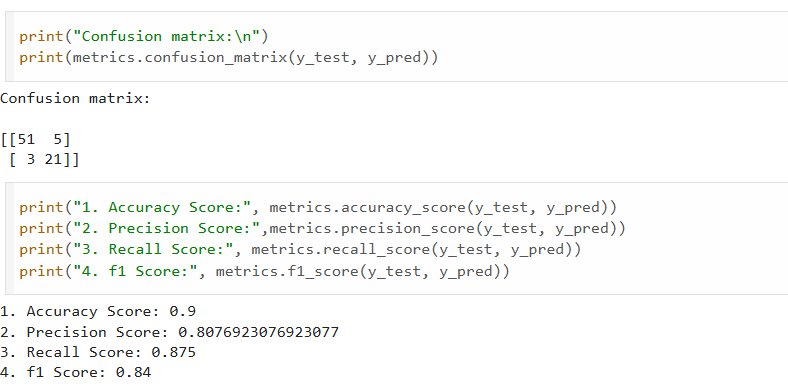 print("Confusion matrix:\n")
print(metrics.confusion_matrix(y_test, y_pred))
Confusion matrix:
[[51  5]
 [ 3 21]]
print("1. Accuracy Score:", metrics.accuracy_score(y_test, y_pred))
print("2. Precision Score:",metrics.precision_score(y_test, y_pred))
print("3. Recall Score:", metrics.recall_score(y_test, y_pred))
print("4. f1 Score:", metrics.f1_score(y_test, y_pred))
1. Accuracy Score: 0.9
2. Precision Score: 0.8076923076923077
3. Recall Score: 0.875
4. f1 Score: 0.84